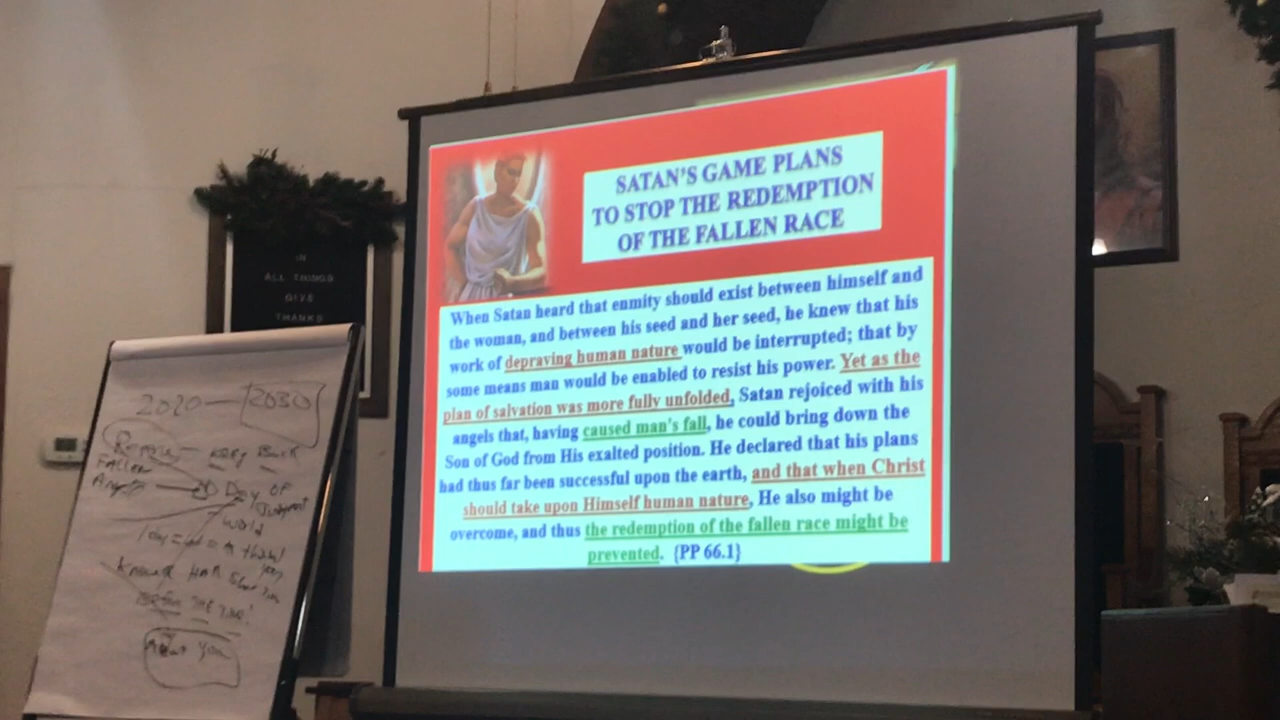 SATAN'S GAME PLANS
TO STOP THE REDEMPTION
OF THE FALLEN RACE
When Satan heard that enmity should exist between himself and
the woman, and between his seed and her seed, he knew that his
work of depraving human nature would be interrupted; that by
some means man would be enabled to resist his power. Yet as the
plan of salvation was more fully unfolded, Satan rejoiced with his
angels that, having caused man's fall, he could bring down the
Son of God from His exalted position. He declared that his plans
had thus far been successful upon the earth, and that when Christ
should take upon Himself human nature, He also might be
overcome, and thus the redemption of the fallen race might be
prevented. {PP 66.1}
IN
ALL THINGS
GIVE
THANKS
2020 — 2030
Fallen
Day OF
World